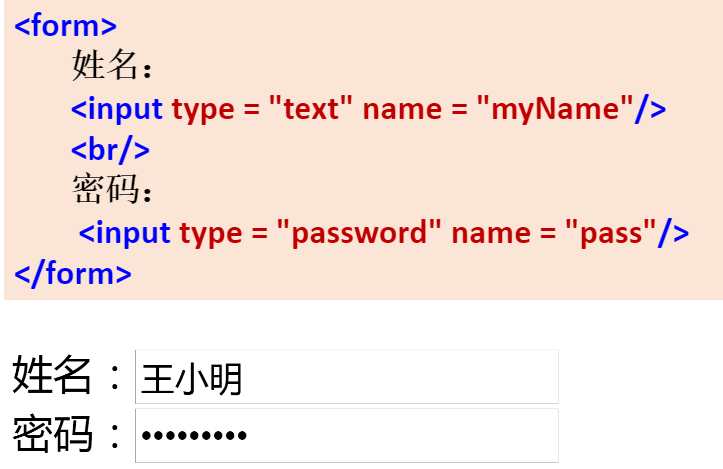 <form>
姓名：
<input type = "text" name = "myName"/>
<br/>
密码：
<input type = "password" name = "pass"/>
</form>
姓名：王小明
密码：•••••••••